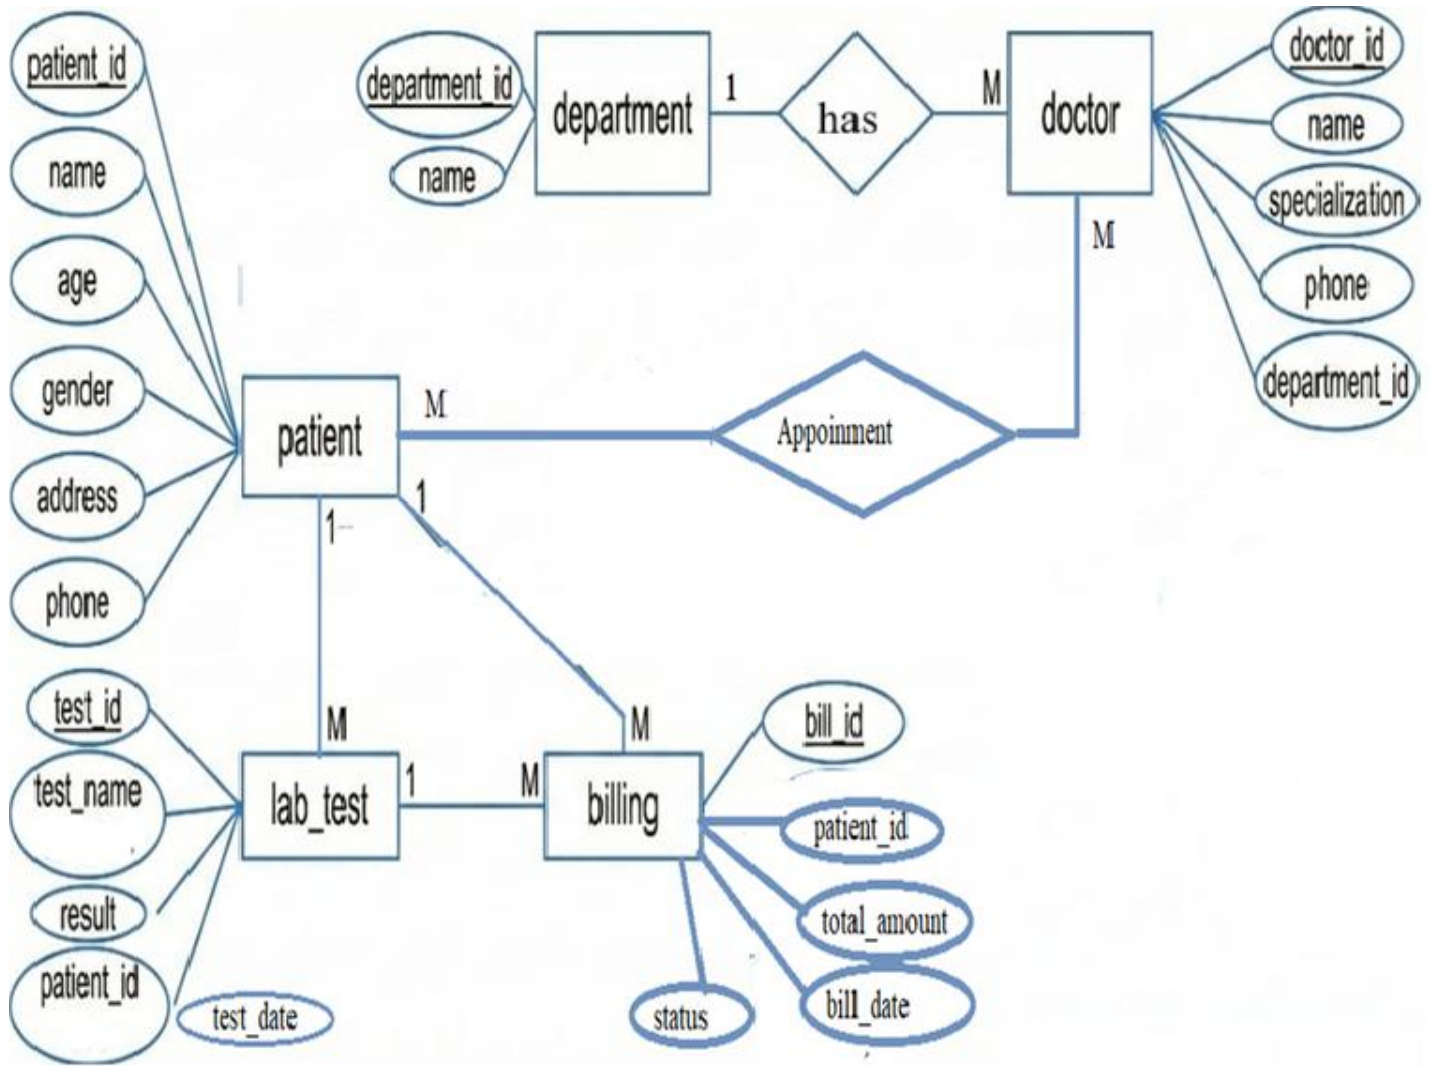 patient_id
name
age
gender
address
phone
department_id
name
department
1
has
M
doctor
doctor_id
name
specialization
phone
department_id
M
patient
M
Appoinment
1
1
M
M
test_id
test_name
result
patient_id
test_date
lab_test
1
M
billing
bill_id
patient_id
total_amount
bill_date
status